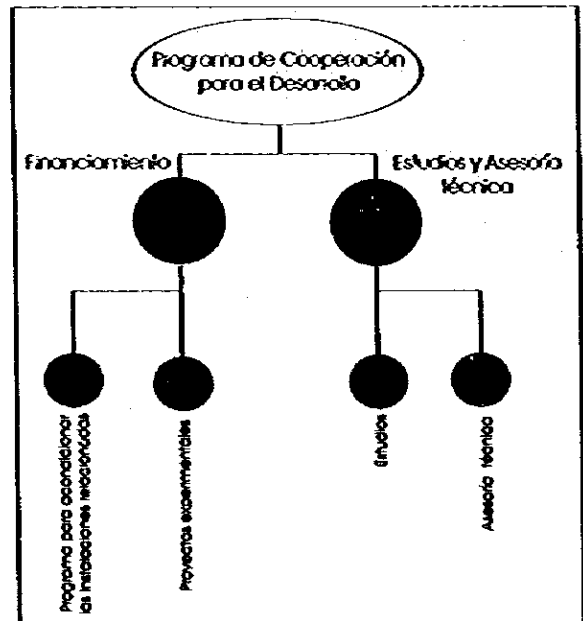 Programa de Cooperación
para el Desarrollo
Financiamiento
Estudios y Asesoría
técnica
Programa para acondicionar
las instalaciones relacionadas
Proyectos experimentales
Estudios
Asesoría técnica